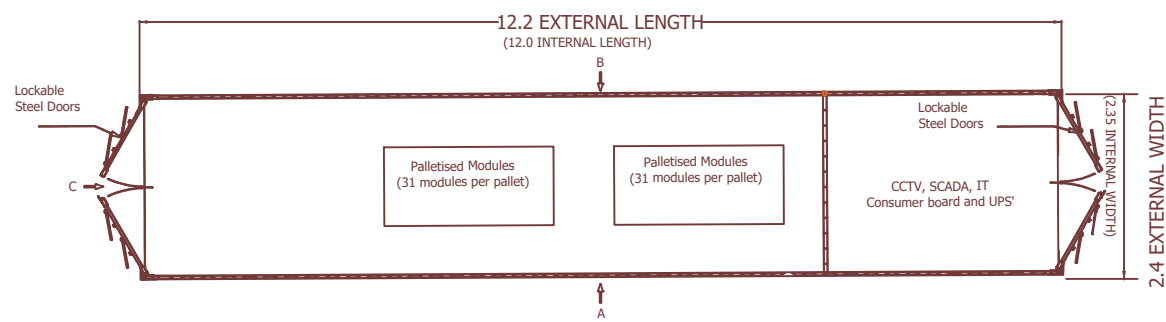 12.2 EXTERNAL LENGTH
(12.0 INTERNAL LENGTH)
B
Lockable
Steel Doors
Lockable
Steel Doors
Palletised Modules
(31 modules per pallet)
Palletised Modules
(31 modules per pallet)
C
CCTV, SCADA, IT
Consumer board and UPS'
(2.35 INTERNAL WIDTH)
2.4 EXTERNAL WIDTH
A